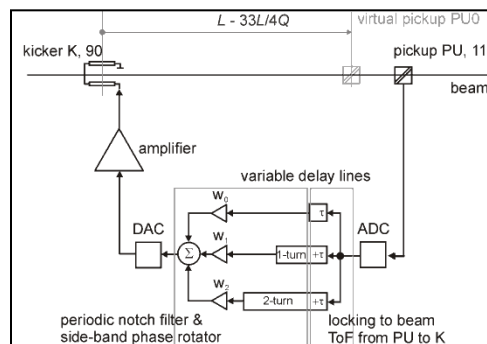 L - 33L/4Q
virtual pickup PU0
kicker K, 90
pickup PU, 11
beam
amplifier
variable delay lines
w0
τ
DAC
ADC
w1
Σ
1-turn
+τ
w2
2-turn
+τ
periodic notch filter &
side-band phase rotator
locking to beam
ToF from PU to K